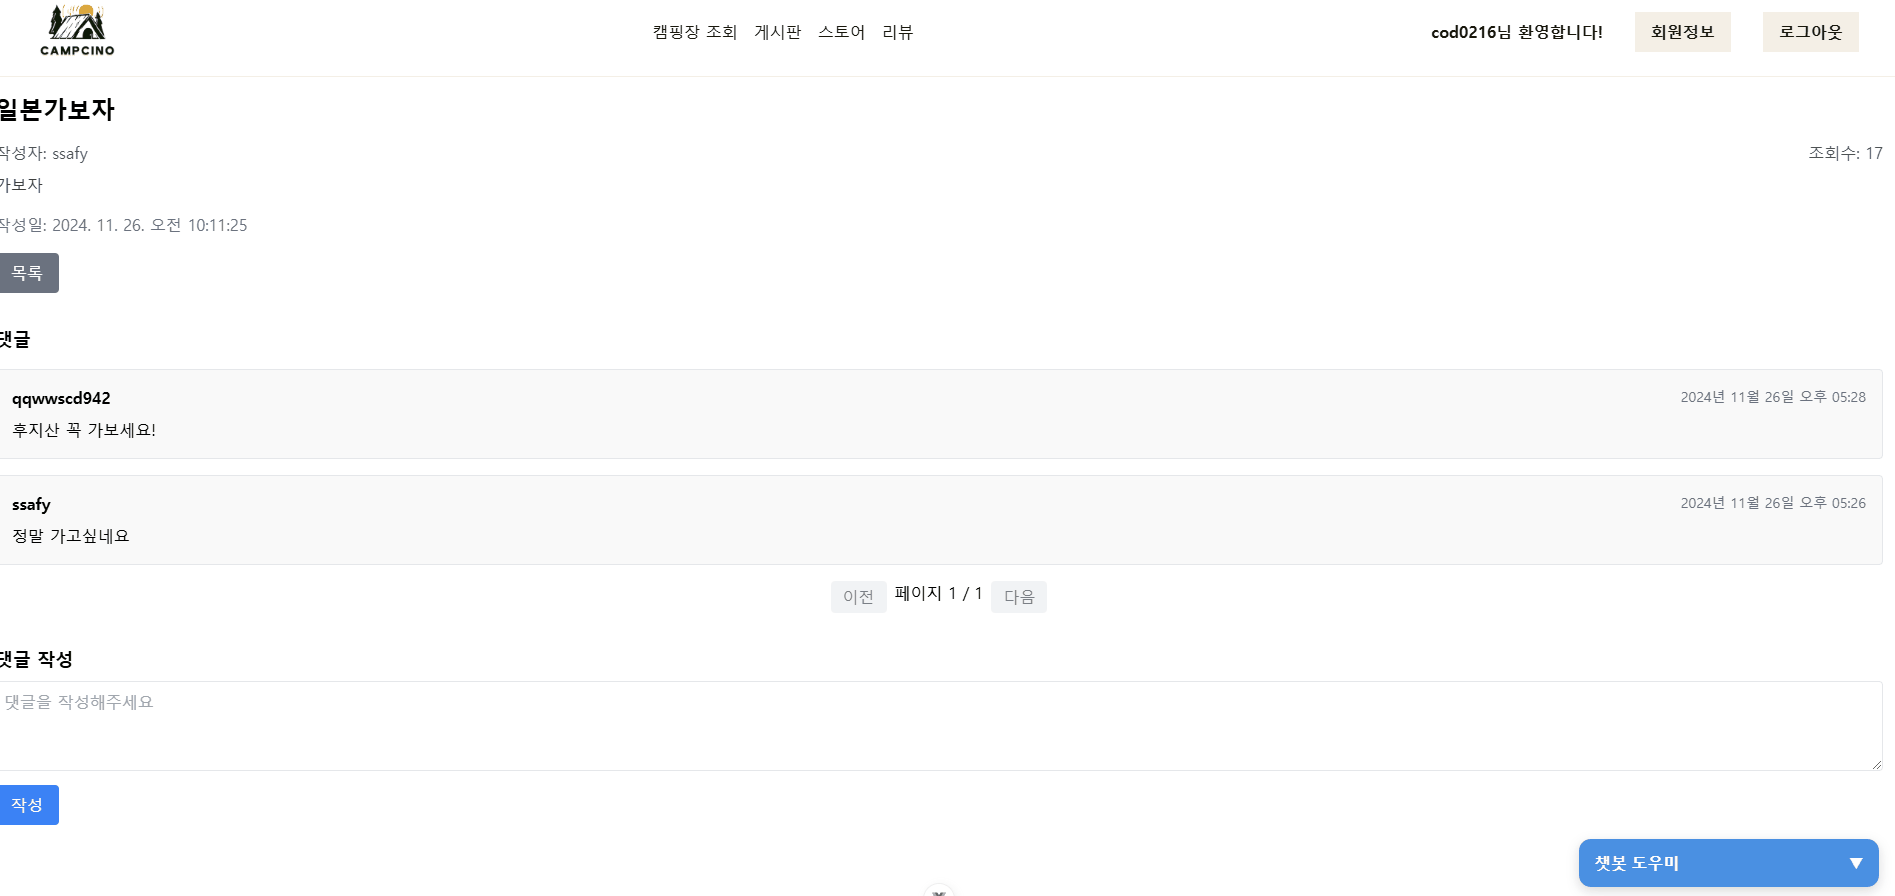 CAMPCINO
캠핑장 조회 게시판 스토어 리뷰
cod0216님 환영합니다! 회원정보 로그아웃
일본가보자
작성자: ssafy 조회수: 17
가보자
작성일: 2024. 11. 26. 오전 10:11:25
목록
댓글
qqwwscd942 2024년 11월 26일 오후 05:28
후지산 꼭 가보세요!
ssafy 2024년 11월 26일 오후 05:26
정말 가고싶네요
이전 페이지 1 / 1 다음
댓글 작성
댓글을 작성해주세요
작성
챗봇 도우미 ▼